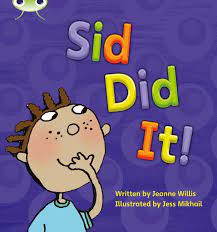 Sid
Did
It!
Written by Jeanne Willis
Illustrated by Jess Mikhail